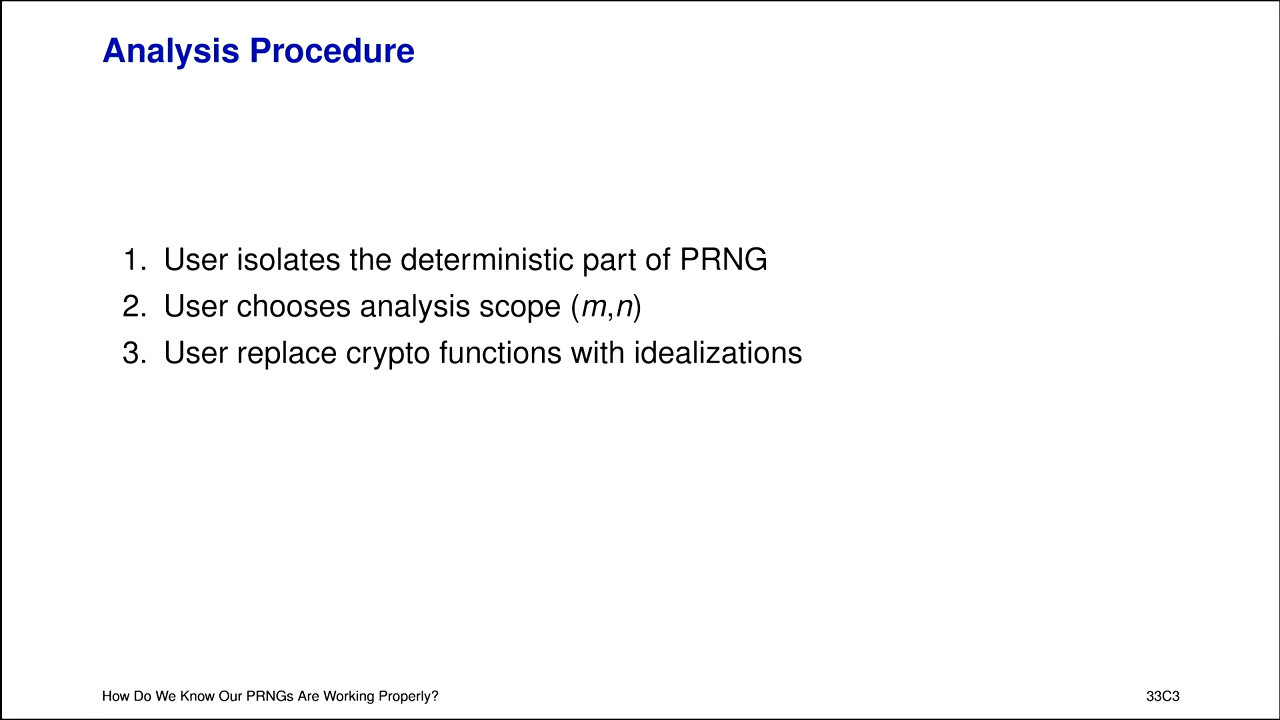 Analysis Procedure
1. User isolates the deterministic part of PRNG
2. User chooses analysis scope (m,n)
3. User replace crypto functions with idealizations
How Do We Know Our PRNGs Are Working Properly?
33C3